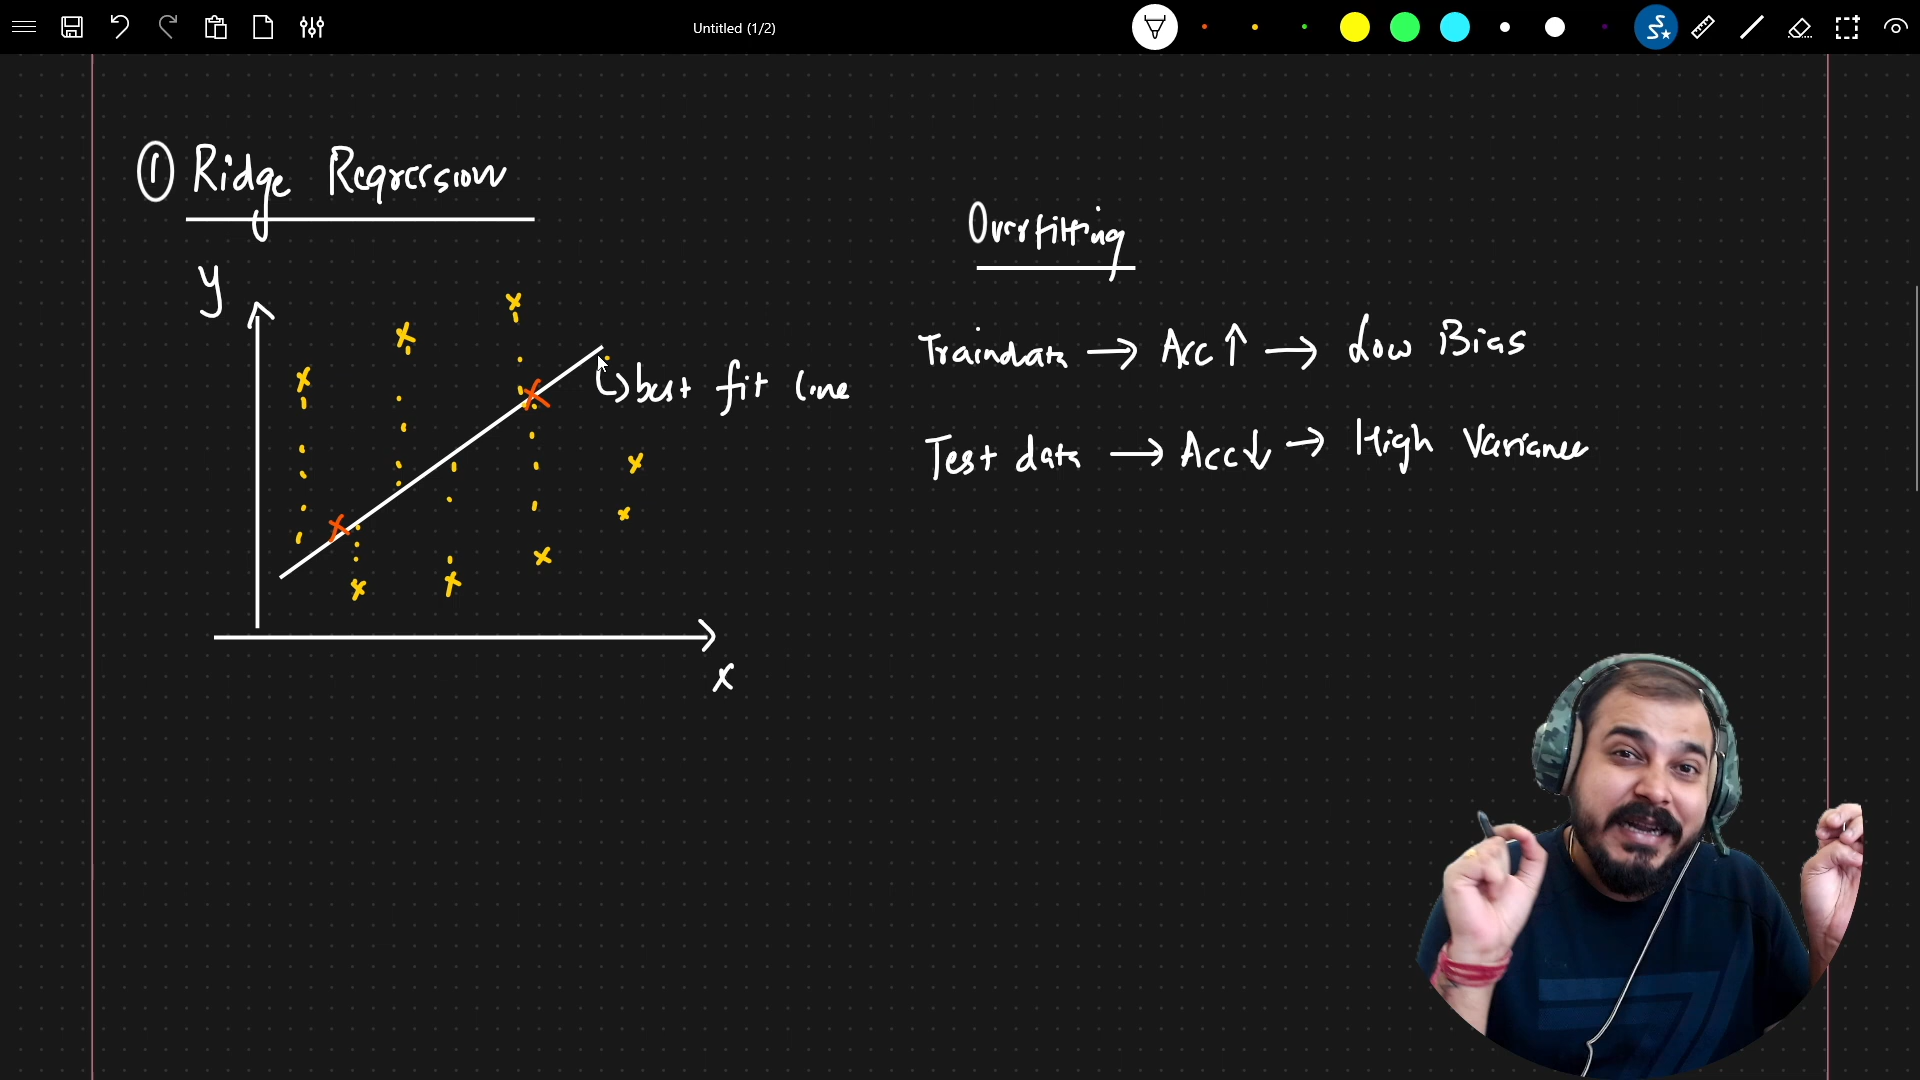 Untitled (1/2)
① Ridge Regression
y
best fit line
x
Overfitting
Traindata → Acc ↑ → Low Bias
Test data → Acc ↓ → High Variance